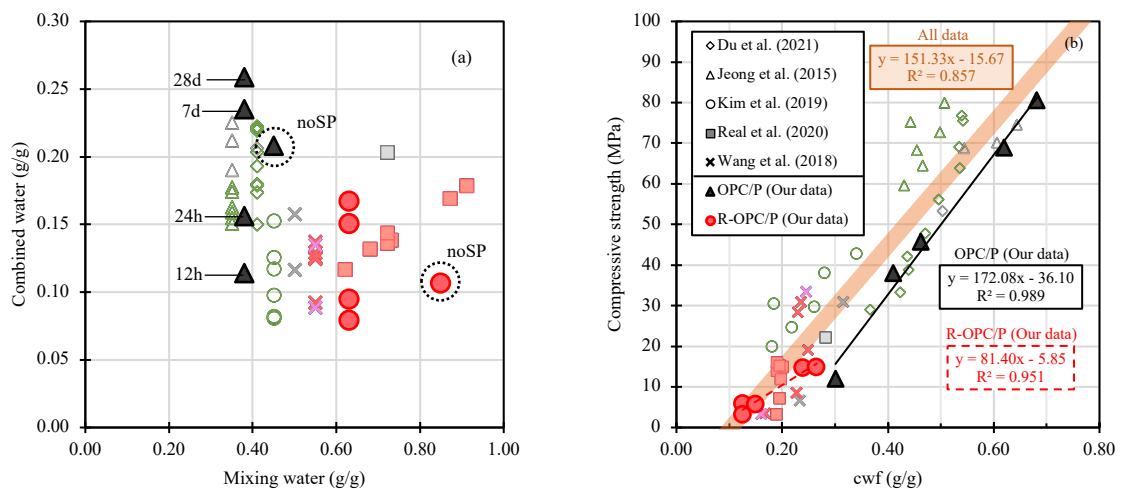 0.30
0.25
0.20
0.15
0.10
0.05
0.00
Combined water (g/g)
(a)
28d
7d
24h
12h
noSP
noSP
0.00
0.20
0.40
0.60
0.80
1.00
Mixing water (g/g)
100
90
80
70
60
50
40
30
20
10
0
Compressive strength (MPa)
Du et al. (2021)
Jeong et al. (2015)
Kim et al. (2019)
Real et al. (2020)
Wang et al. (2018)
OPC/P (Our data)
R-OPC/P (Our data)
All data
y = 151.33x - 15.67
R² = 0.857
(b)
OPC/P (Our data)
y = 172.08x - 36.10
R² = 0.989
R-OPC/P (Our data)
y = 81.40x - 5.85
R² = 0.951
0.00
0.20
0.40
0.60
0.80
cwf (g/g)